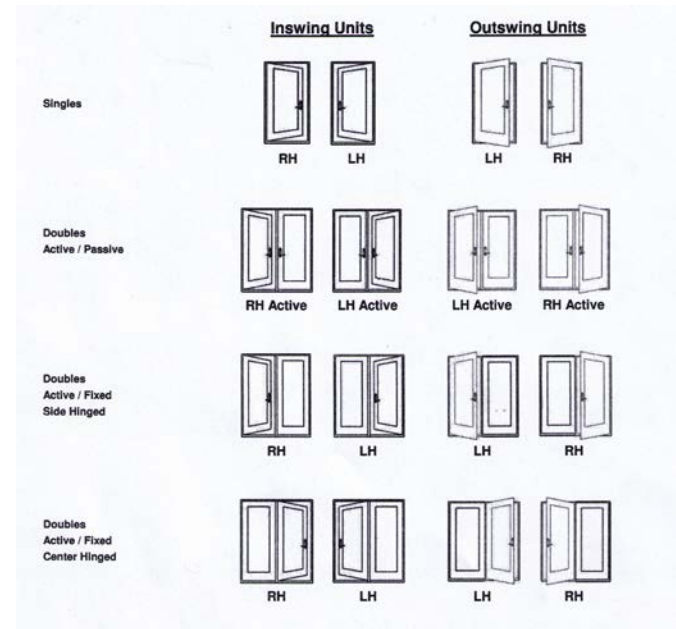 Inswing Units Outswing Units
Singles
RH LH LH RH
Doubles
Active / Passive
RH Active LH Active LH Active RH Active
Doubles
Active / Fixed
Side Hinged
RH LH LH RH
Doubles
Active / Fixed
Center Hinged
RH LH LH RH